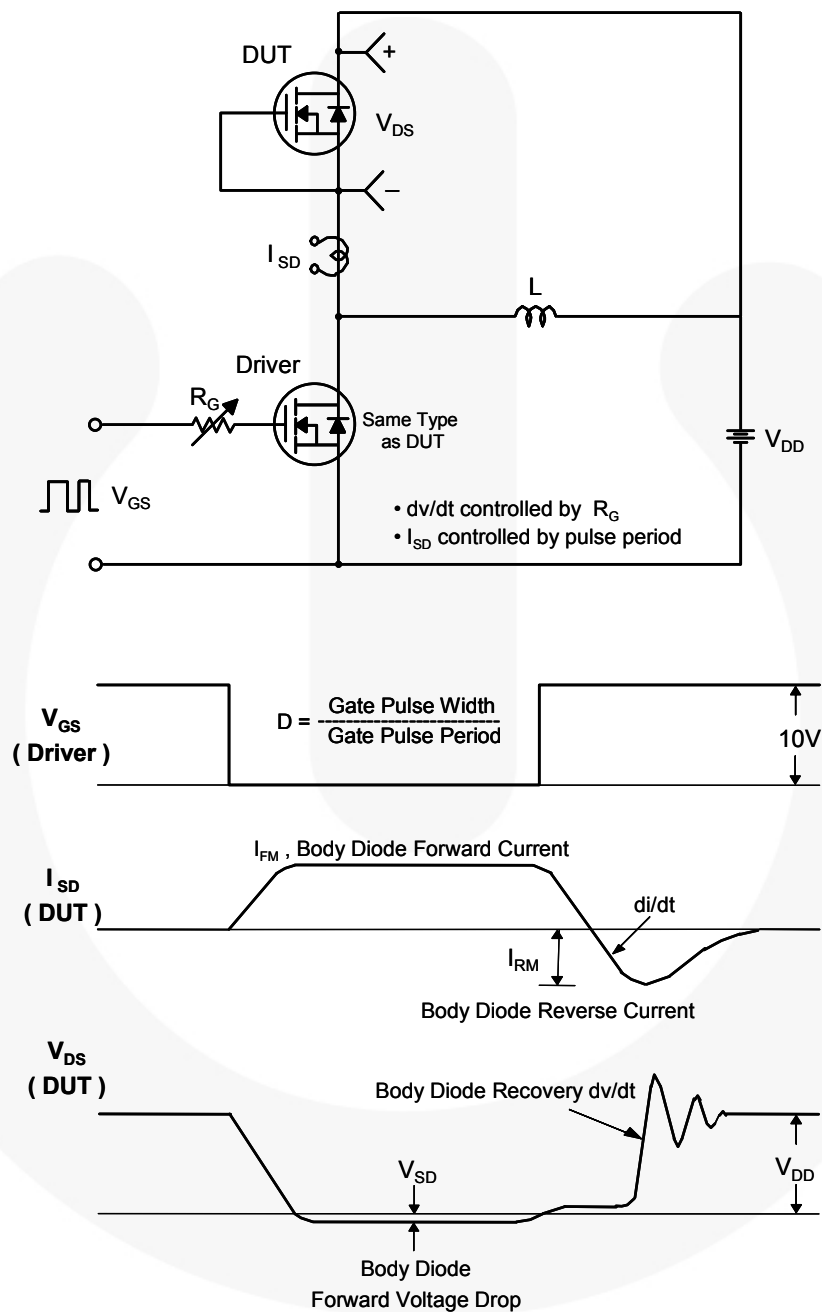 DUT
+
V_DS
−
I_SD
L
Driver
R_G
Same Type
as DUT
V_DD
V_GS
• dv/dt controlled by R_G
• I_SD controlled by pulse period
V_GS
( Driver )
D = Gate Pulse Width
Gate Pulse Period
10V
I_FM , Body Diode Forward Current
I_SD
( DUT )
di/dt
I_RM
Body Diode Reverse Current
V_DS
( DUT )
Body Diode Recovery dv/dt
V_SD
V_DD
Body Diode
Forward Voltage Drop